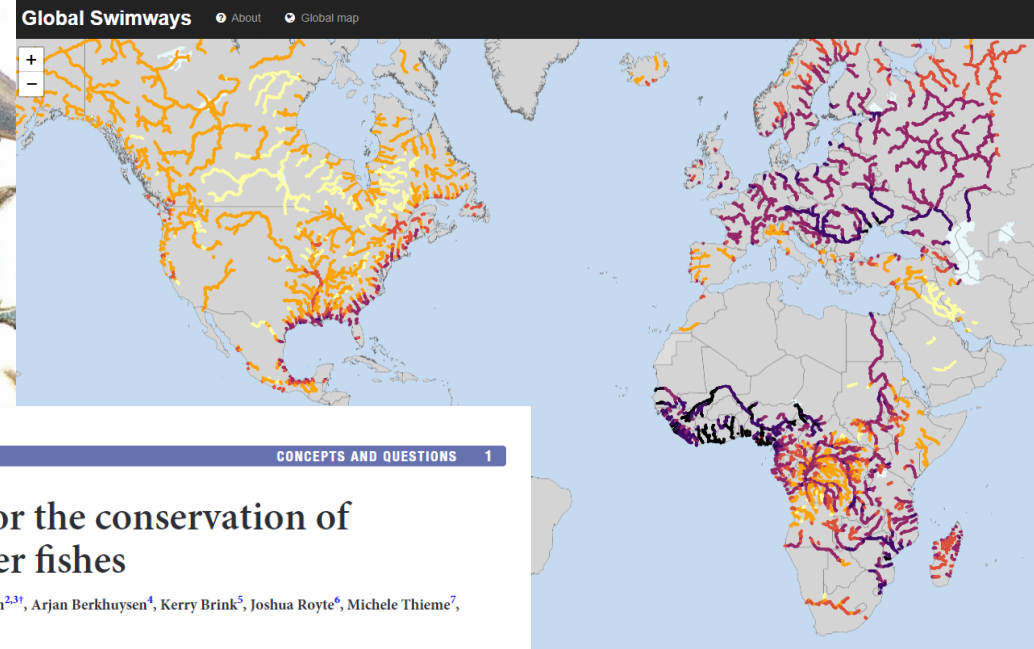 Global Swimways About Global map
+
−
CONCEPTS AND QUESTIONS 1
or the conservation of
er fishes
n2,3†, Arjan Berkhuysen4, Kerry Brink5, Joshua Royte6, Michele Thieme7,